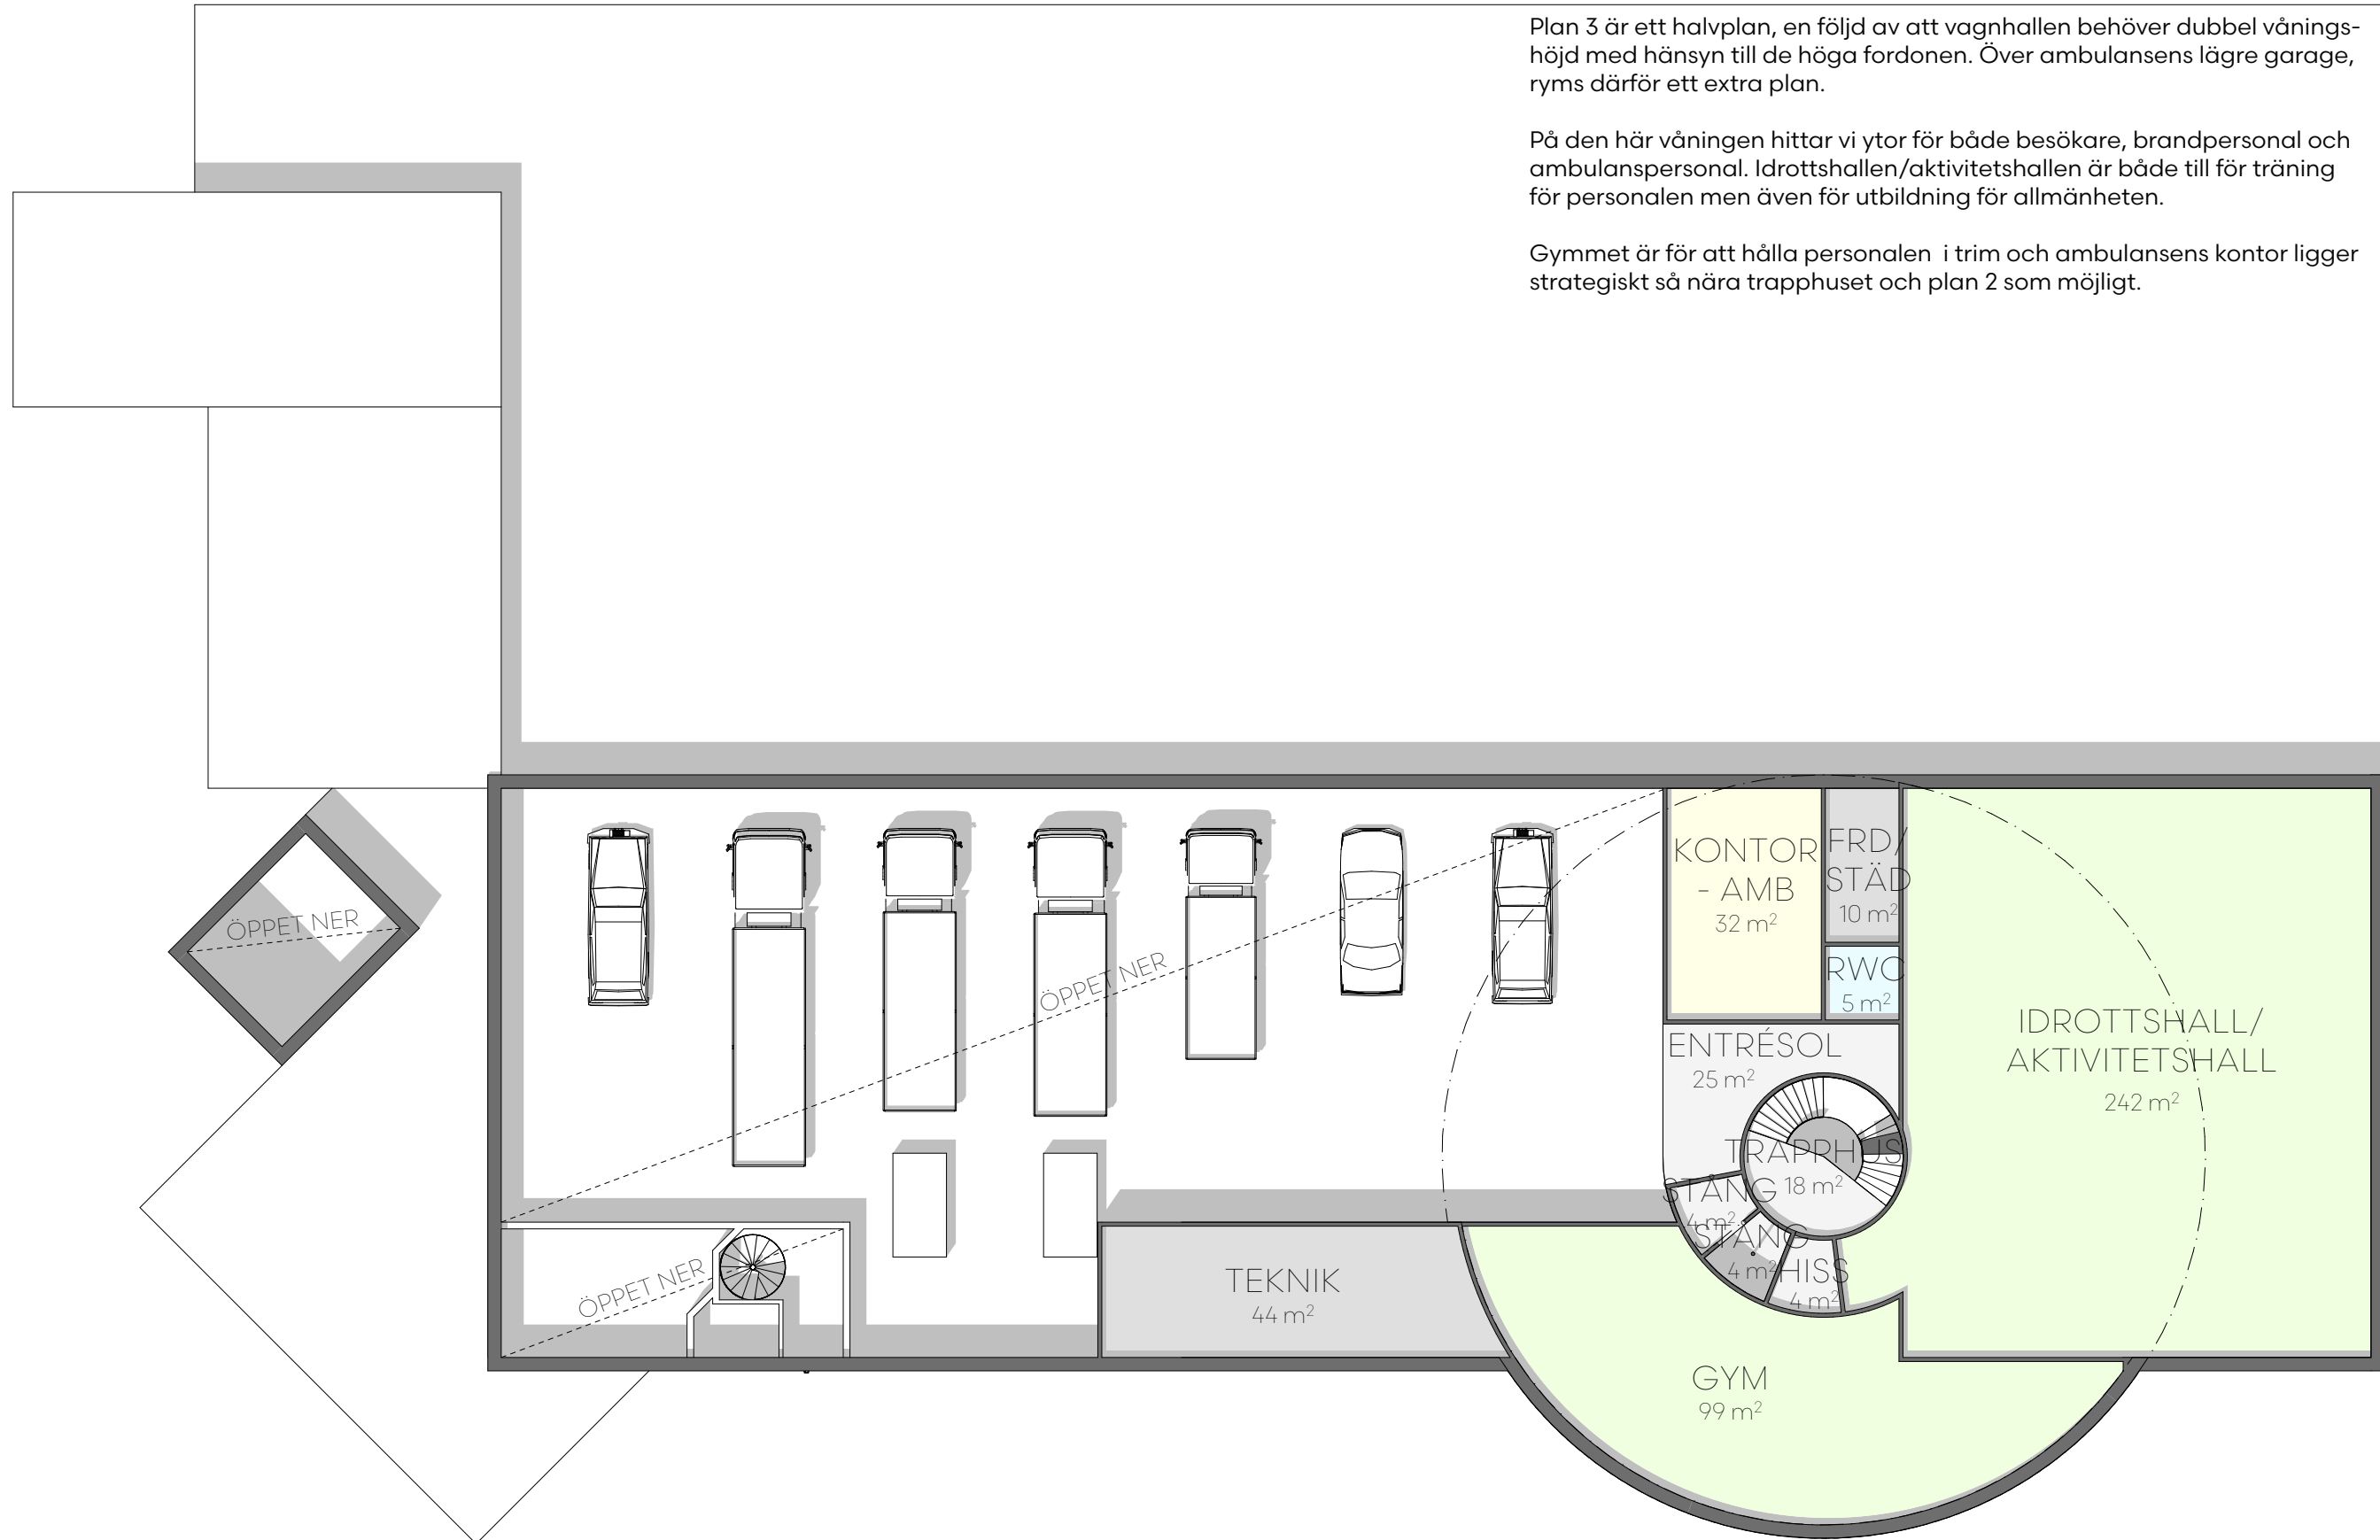 Plan 3 är ett halvplan, en följd av att vagnhallen behöver dubbel vånings-
höjd med hänsyn till de höga fordonen. Över ambulansens lägre garage,
ryms därför ett extra plan.
På den här våningen hittar vi ytor för både besökare, brandpersonal och
ambulanspersonal. Idrottshallen/aktivitetshallen är både till för träning
för personalen men även för utbildning för allmänheten.
Gymmet är för att hålla personalen  i trim och ambulansens kontor ligger
strategiskt så nära trapphuset och plan 2 som möjligt.
ÖPPET NER
ÖPPET NER
ÖPPET NER
KONTOR
- AMB
32 m²
FRD/
STÄD
10 m²
RWC
5 m²
ENTRÉSOL
25 m²
TRAPPHUS
18 m²
STÅNG
4 m²
STÅNG
4 m²
HISS
4 m²
IDROTTSHALL/
AKTIVITETSHALL
242 m²
TEKNIK
44 m²
GYM
99 m²